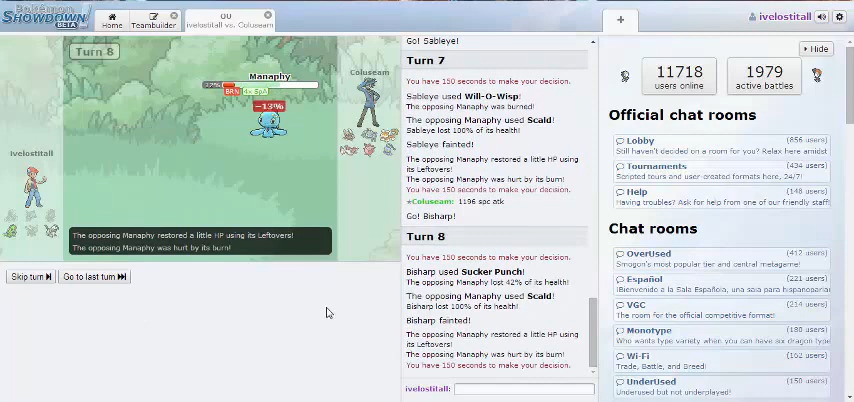 Pokémon
SHOWDOWN
BETA
Home
Teambuilder
OU
ivelostitall vs. Coluseam
+
ivelostitall
Turn 8
Manaphy
BRN
4x SpA
−13%
Coluseam
ivelostitall
The opposing Manaphy restored a little HP using its Leftovers!
The opposing Manaphy was hurt by its burn!
Skip turn
Go to last turn
Go! Sableye!
Turn 7
You have 150 seconds to make your decision.
Sableye used Will-O-Wisp!
The opposing Manaphy was burned!
The opposing Manaphy used Scald!
Sableye lost 100% of its health!
Sableye fainted!
The opposing Manaphy restored a little HP using
its Leftovers!
The opposing Manaphy was hurt by its burn!
You have 150 seconds to make your decision.
★Coluseam: 1196 spc atk
Go! Bisharp!
Turn 8
You have 150 seconds to make your decision.
Bisharp used Sucker Punch!
The opposing Manaphy lost 42% of its health!
The opposing Manaphy used Scald!
Bisharp lost 100% of its health!
Bisharp fainted!
The opposing Manaphy restored a little HP using
its Leftovers!
The opposing Manaphy was hurt by its burn!
You have 150 seconds to make your decision.
ivelostitall:
Hide
11718
users online
1979
active battles
Official chat rooms
Lobby
(856 users)
Still haven't decided on a room for you? Relax here amidst
Tournaments
(434 users)
Scripted tours and user-created formats here, 24/7!
Help
(148 users)
Having troubles? Ask for help from one of our friendly staff!
Chat rooms
OverUsed
(412 users)
Smogon's most popular tier and central metagame!
Español
(221 users)
¡Bienvenido a la Sala Española, una sala para hispanoparlan
VGC
(214 users)
The room for the official competitive format!
Monotype
(180 users)
Who wants type variety when you can have six dragon type
Wi-Fi
(162 users)
Trade, Battle, and Breed!
UnderUsed
(150 users)
Underused but not underplayed!